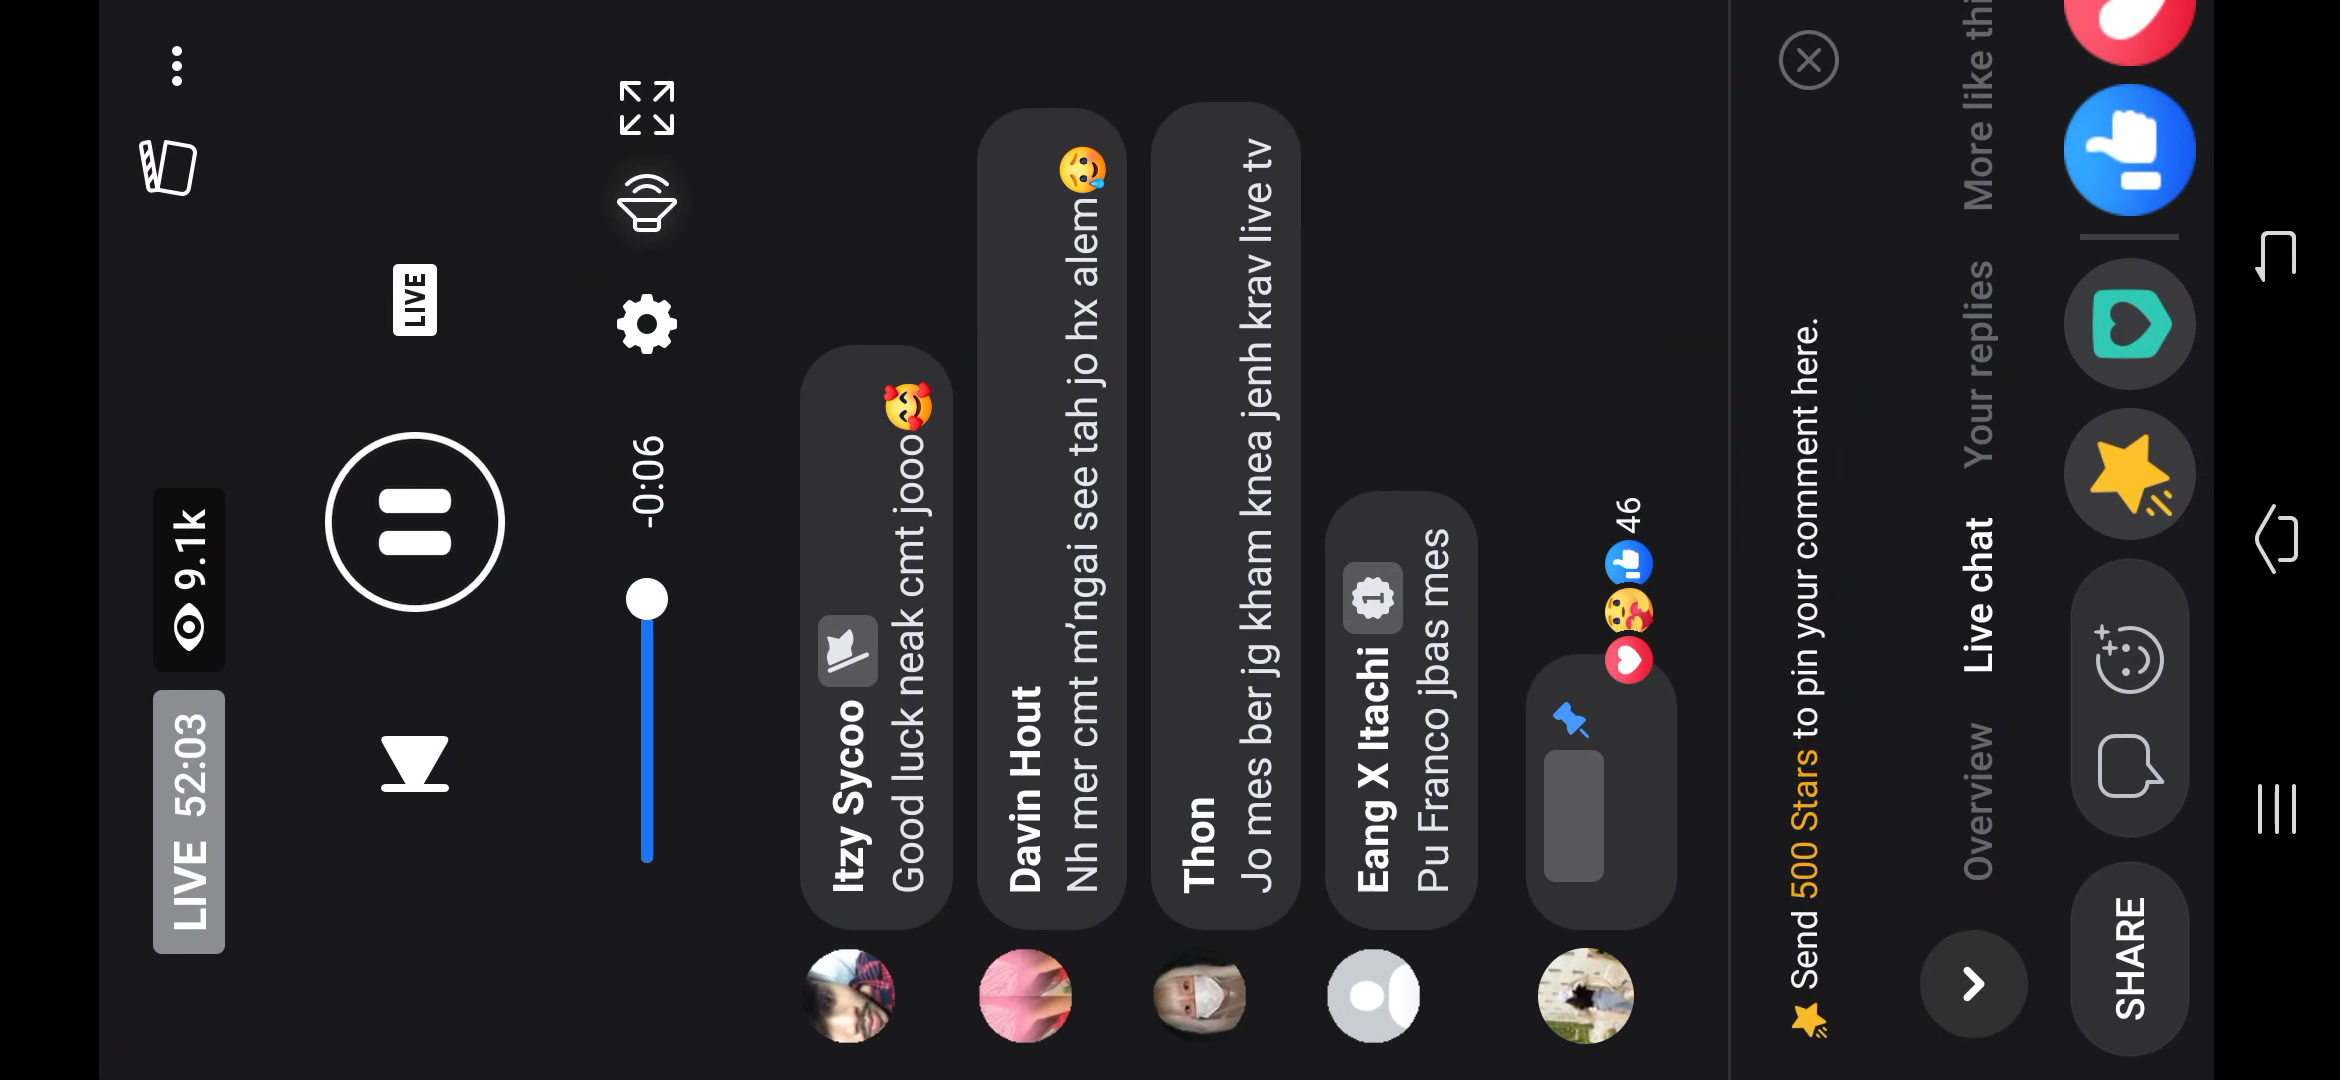 LIVE 52:03
9.1k
LIVE
-0:06
Itzy Sycoo
Good luck neak cmt jooo🥰
Davin Hout
Nh mer cmt m'ngai see tah jo hx alem🥲
Thon
Jo mes ber jg kham knea jenh krav live tv
Eang X Itachi 1
Pu Franco jbas mes
46
Send 500 Stars to pin your comment here.
Overview Live chat Your replies More like thi
SHARE